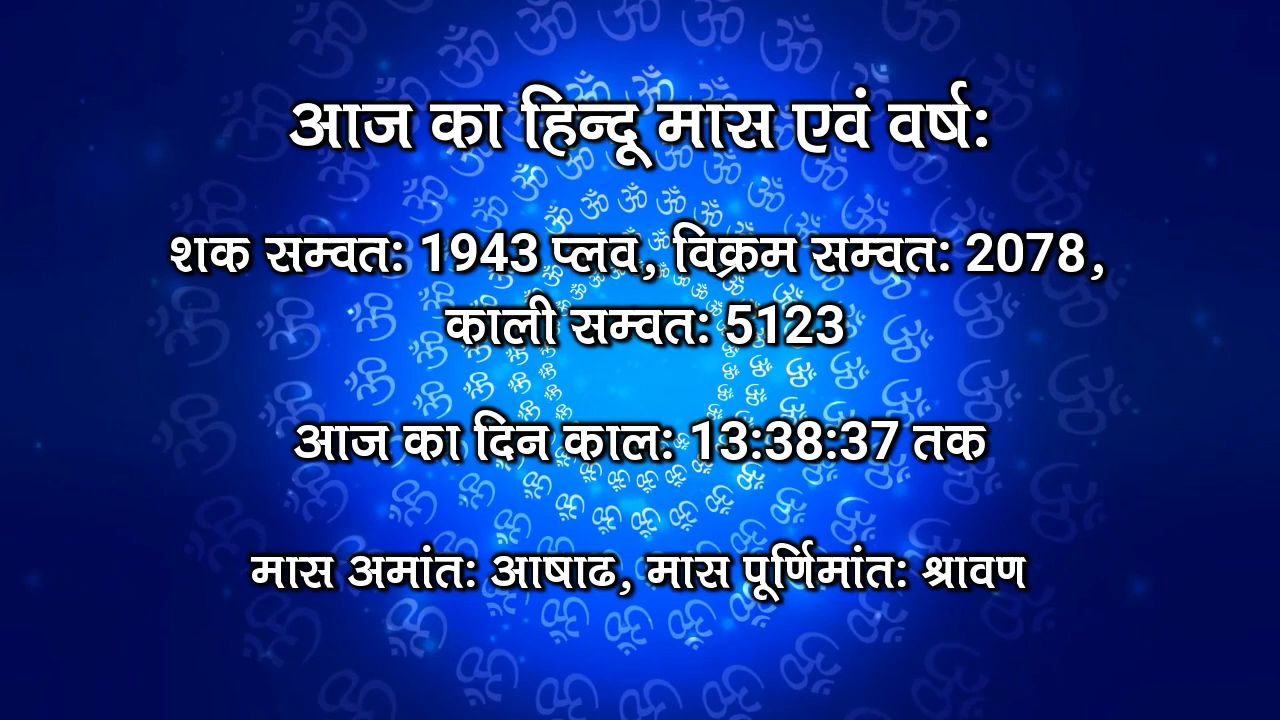 आज का हिन्दू मास एवं वर्ष:
शक सम्वत: 1943 प्लव, विक्रम सम्वत: 2078,
काली सम्वत: 5123
आज का दिन काल: 13:38:37 तक
मास अमांत: आषाढ, मास पूर्णिमांत: श्रावण